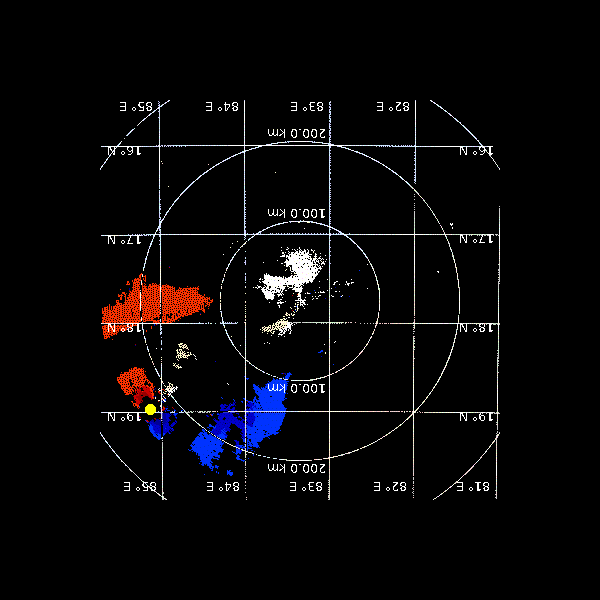 81° E 82° E 83° E 84° E 85° E
200.0 km
19° N 19° N
100.0 km
18° N 18° N
17° N 17° N
100.0 km
16° N 16° N
200.0 km
82° E 83° E 84° E 85° E